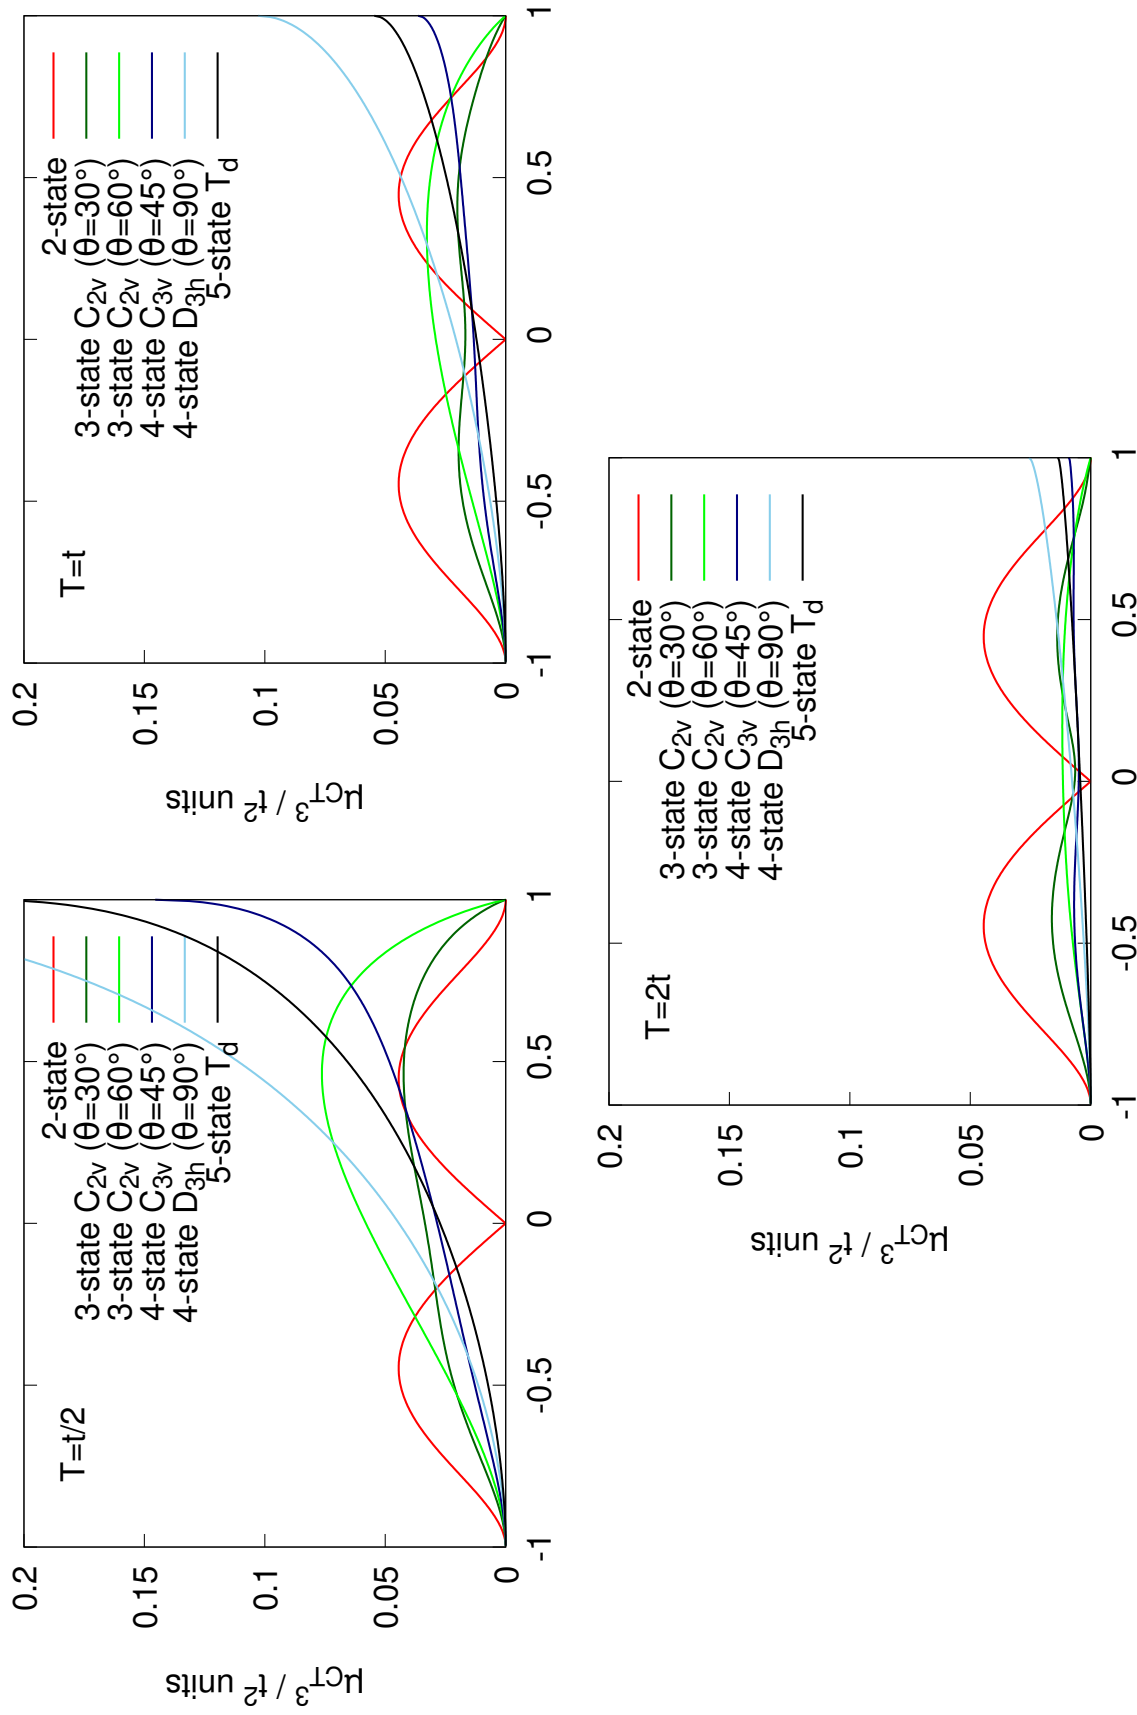 T=t/2
2-state
3-state C2v (θ=30°)
3-state C2v (θ=60°)
4-state C3v (θ=45°)
4-state D3h (θ=90°)
5-state Td
0.2
0.15
0.1
0.05
0
-1
-0.5
0
0.5
1
μCT3 / t2 units
T=t
2-state
3-state C2v (θ=30°)
3-state C2v (θ=60°)
4-state C3v (θ=45°)
4-state D3h (θ=90°)
5-state Td
0.2
0.15
0.1
0.05
0
-1
-0.5
0
0.5
1
μCT3 / t2 units
T=2t
2-state
3-state C2v (θ=30°)
3-state C2v (θ=60°)
4-state C3v (θ=45°)
4-state D3h (θ=90°)
5-state Td
0.2
0.15
0.1
0.05
0
-1
-0.5
0
0.5
1
μCT3 / t2 units